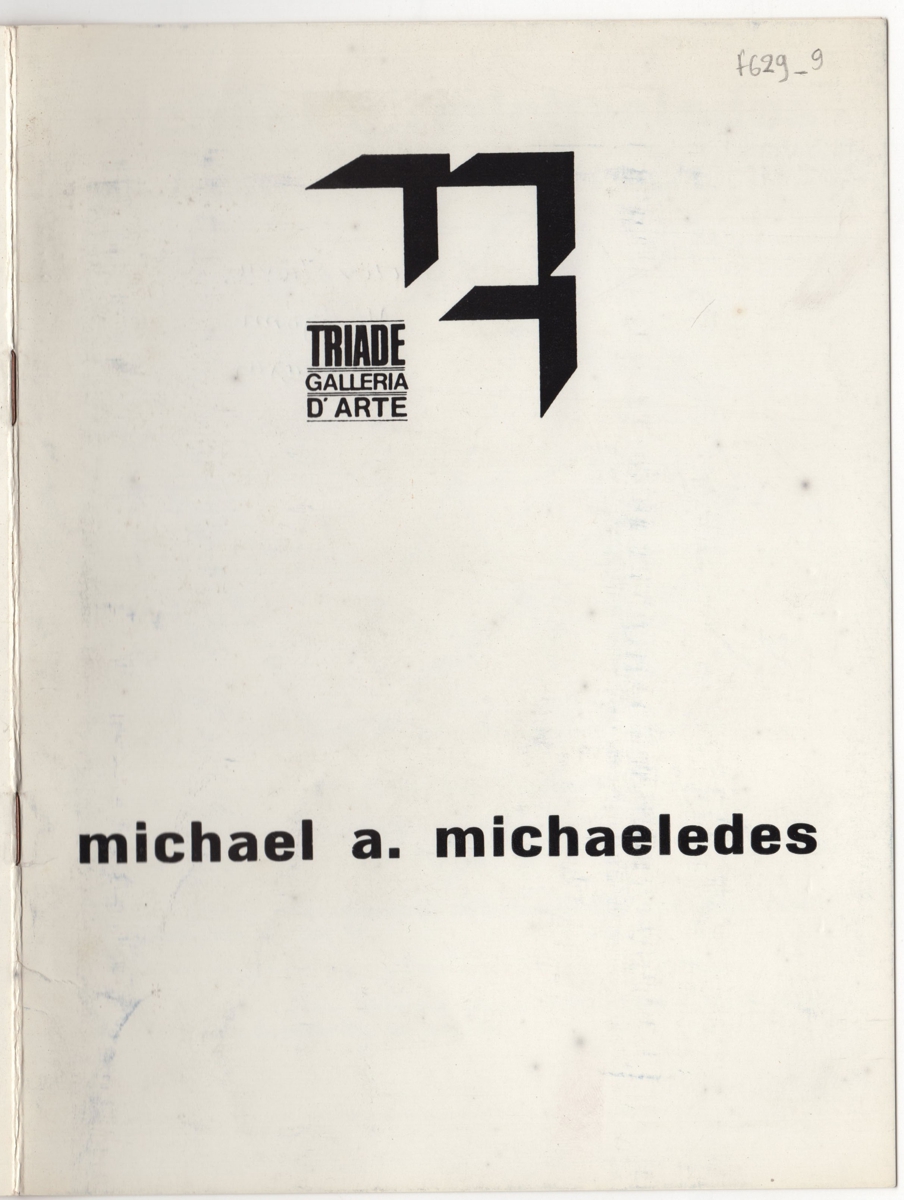 f629_9
TRIADE
GALLERIA
D' ARTE
michael a. michaeledes